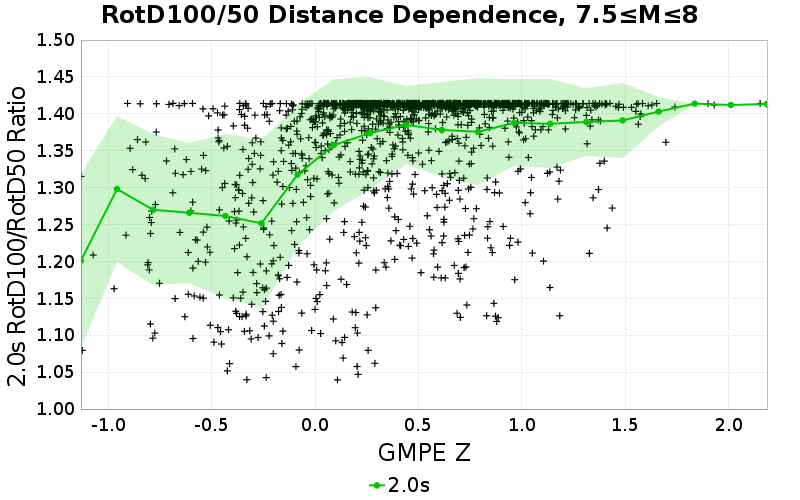 RotD100/50 Distance Dependence, 7.5≤M≤8
2.0s RotD100/RotD50 Ratio
1.50
1.45
1.40
1.35
1.30
1.25
1.20
1.15
1.10
1.05
1.00
-1.0 -0.5 0.0 0.5 1.0 1.5 2.0
GMPE Z
2.0s